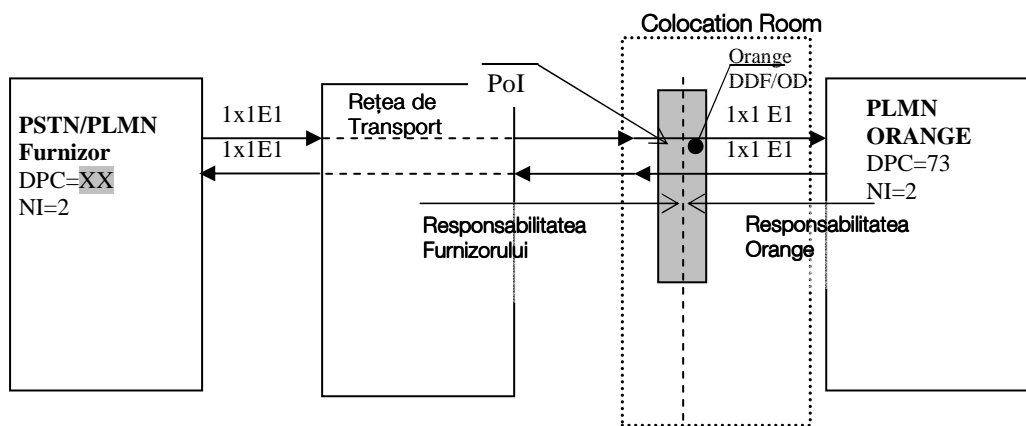 Colocation Room
Orange
DDF/OD
PoI
PSTN/PLMN
Furnizor
DPC=XX
NI=2
1x1E1
1x1E1
Rețea de
Transport
1x1 E1
1x1 E1
PLMN
ORANGE
DPC=73
NI=2
Responsabilitatea
Furnizorului
Responsabilitatea
Orange